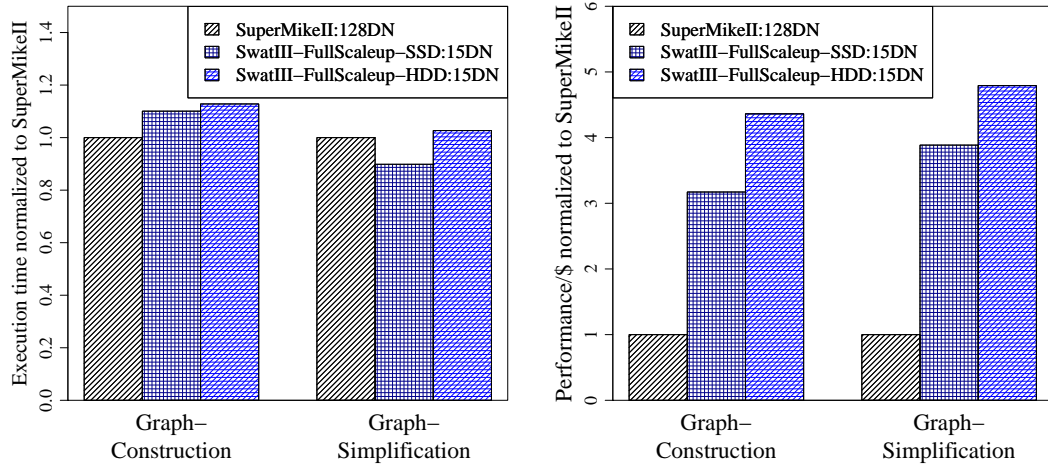 Execution time normalized to SuperMikeII
0.0 0.2 0.4 0.6 0.8 1.0 1.2 1.4
SuperMikeII:128DN
SwatIII−FullScaleup−SSD:15DN
SwatIII−FullScaleup−HDD:15DN
Graph−
Construction
Graph−
Simplification
Performance/$ normalized to SuperMikeII
0 1 2 3 4 5 6
SuperMikeII:128DN
SwatIII−FullScaleup−SSD:15DN
SwatIII−FullScaleup−HDD:15DN
Graph−
Construction
Graph−
Simplification